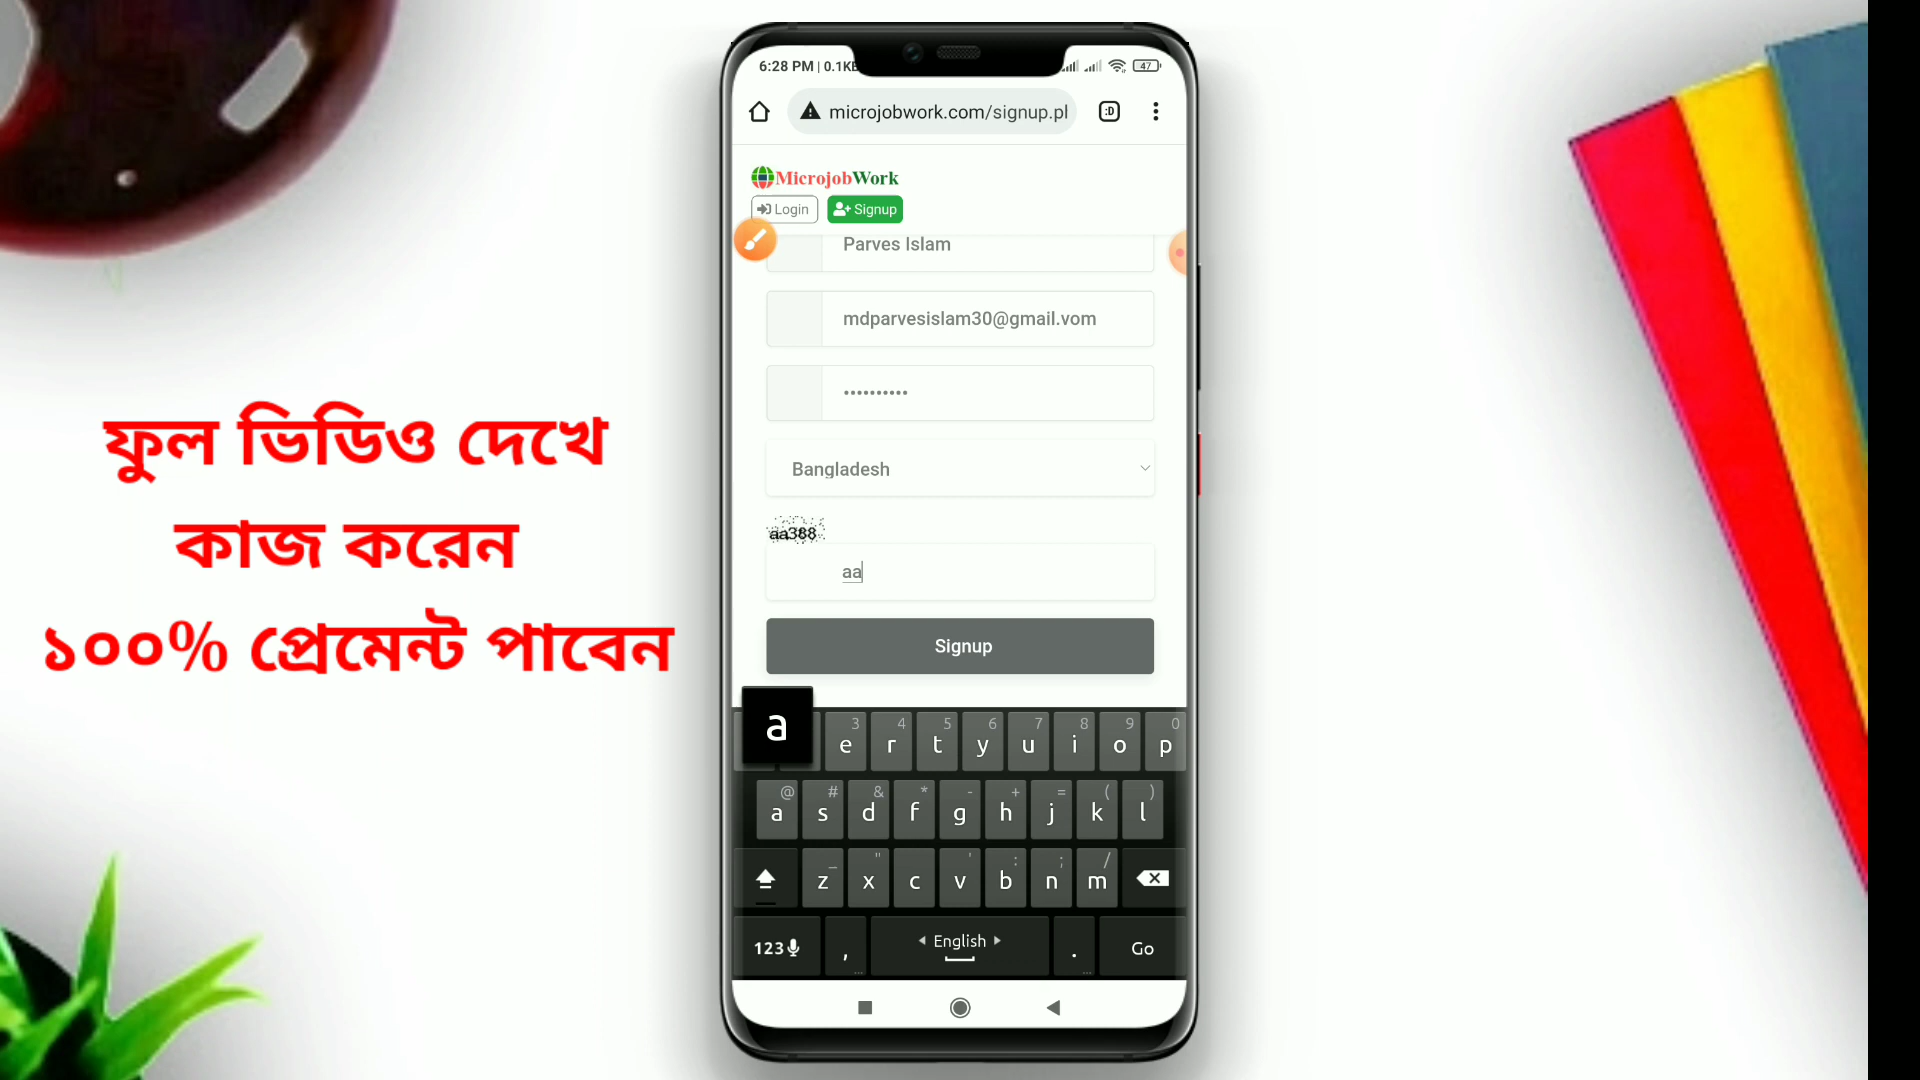 6:28 PM | 0.1KB
47
microjobwork.com/signup.pl
:D
MicrojobWork
Login
Signup
Parves Islam
mdparvesislam30@gmail.vom
••••••••••
Bangladesh
aa388
aa
Signup
ফুল ভিডিও দেখে
কাজ করেন
১০০% প্রেমেন্ট পাবেন
a
3 4 5 6 7 8 9 0
e r t y u i o p
@ # & * - + = ( )
a s d f g h j k l
_ " ' : ; /
z x c v b n m
123 , English . Go